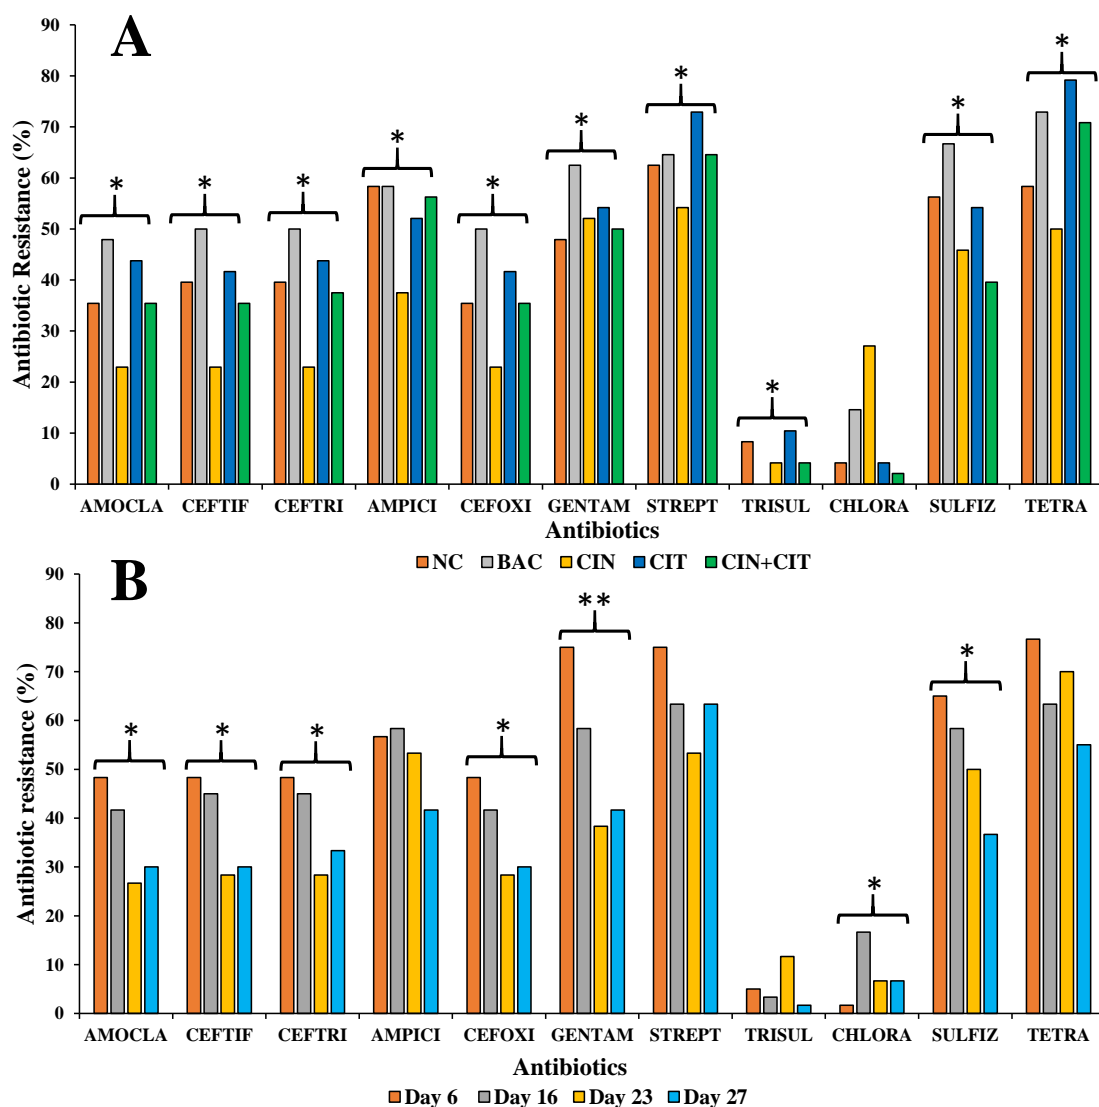 A
Antibiotic Resistance (%)
90
80
70
60
50
40
30
20
10
0
* * * * * * * * * *
AMOCLA CEFTIF CEFTRI AMPICI CEFOXI GENTAM STREPT TRISUL CHLORA SULFIZ TETRA
Antibiotics
NC BAC CIN CIT CIN+CIT
B
Antibiotic resistance (%)
90
80
70
60
50
40
30
20
10
0
* * * * ** * *
AMOCLA CEFTIF CEFTRI AMPICI CEFOXI GENTAM STREPT TRISUL CHLORA SULFIZ TETRA
Antibiotics
Day 6 Day 16 Day 23 Day 27